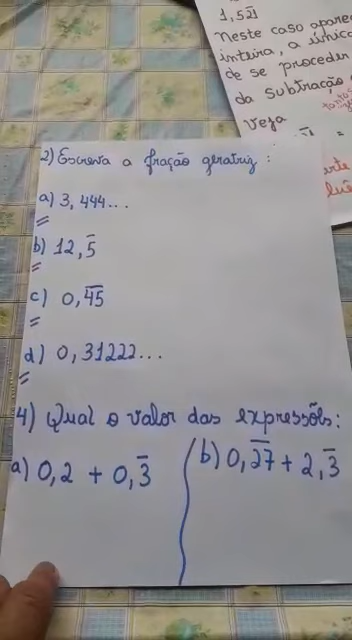 1,52̅1̅
Neste caso apare
inteira, a única
de se proceder
da subtração
Veja
2) Escreva a fração geratriz:
a) 3,444...
b) 12,5̅
c) 0,4̅5̅
d) 0,31222...
4) Qual o valor das expressões:
a) 0,2 + 0,3̅
b) 0,2̅7̅ + 2,3̅